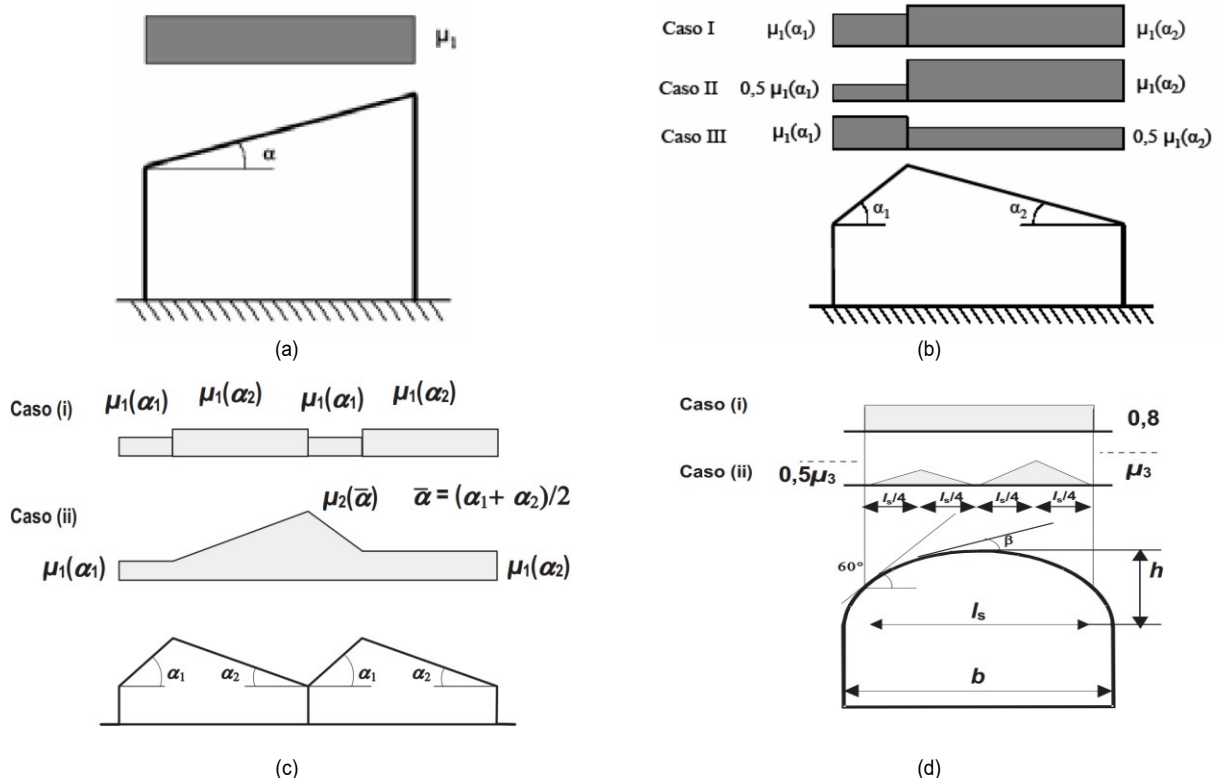 μ₁
α
(a)
Caso I μ₁(α₁) μ₁(α₂)
Caso II 0,5 μ₁(α₁) μ₁(α₂)
Caso III μ₁(α₁) 0,5 μ₁(α₂)
α₁ α₂
(b)
Caso (i) μ₁(α₁) μ₁(α₂) μ₁(α₁) μ₁(α₂)
μ₂(ᾱ) ᾱ = (α₁+ α₂)/2
Caso (ii)
μ₁(α₁) μ₁(α₂)
α₁ α₂ α₁ α₂
(c)
Caso (i) 0,8
Caso (ii) 0,5μ₃ μ₃
lₛ/4 lₛ/4 lₛ/4 lₛ/4
β
60°
h
lₛ
b
(d)